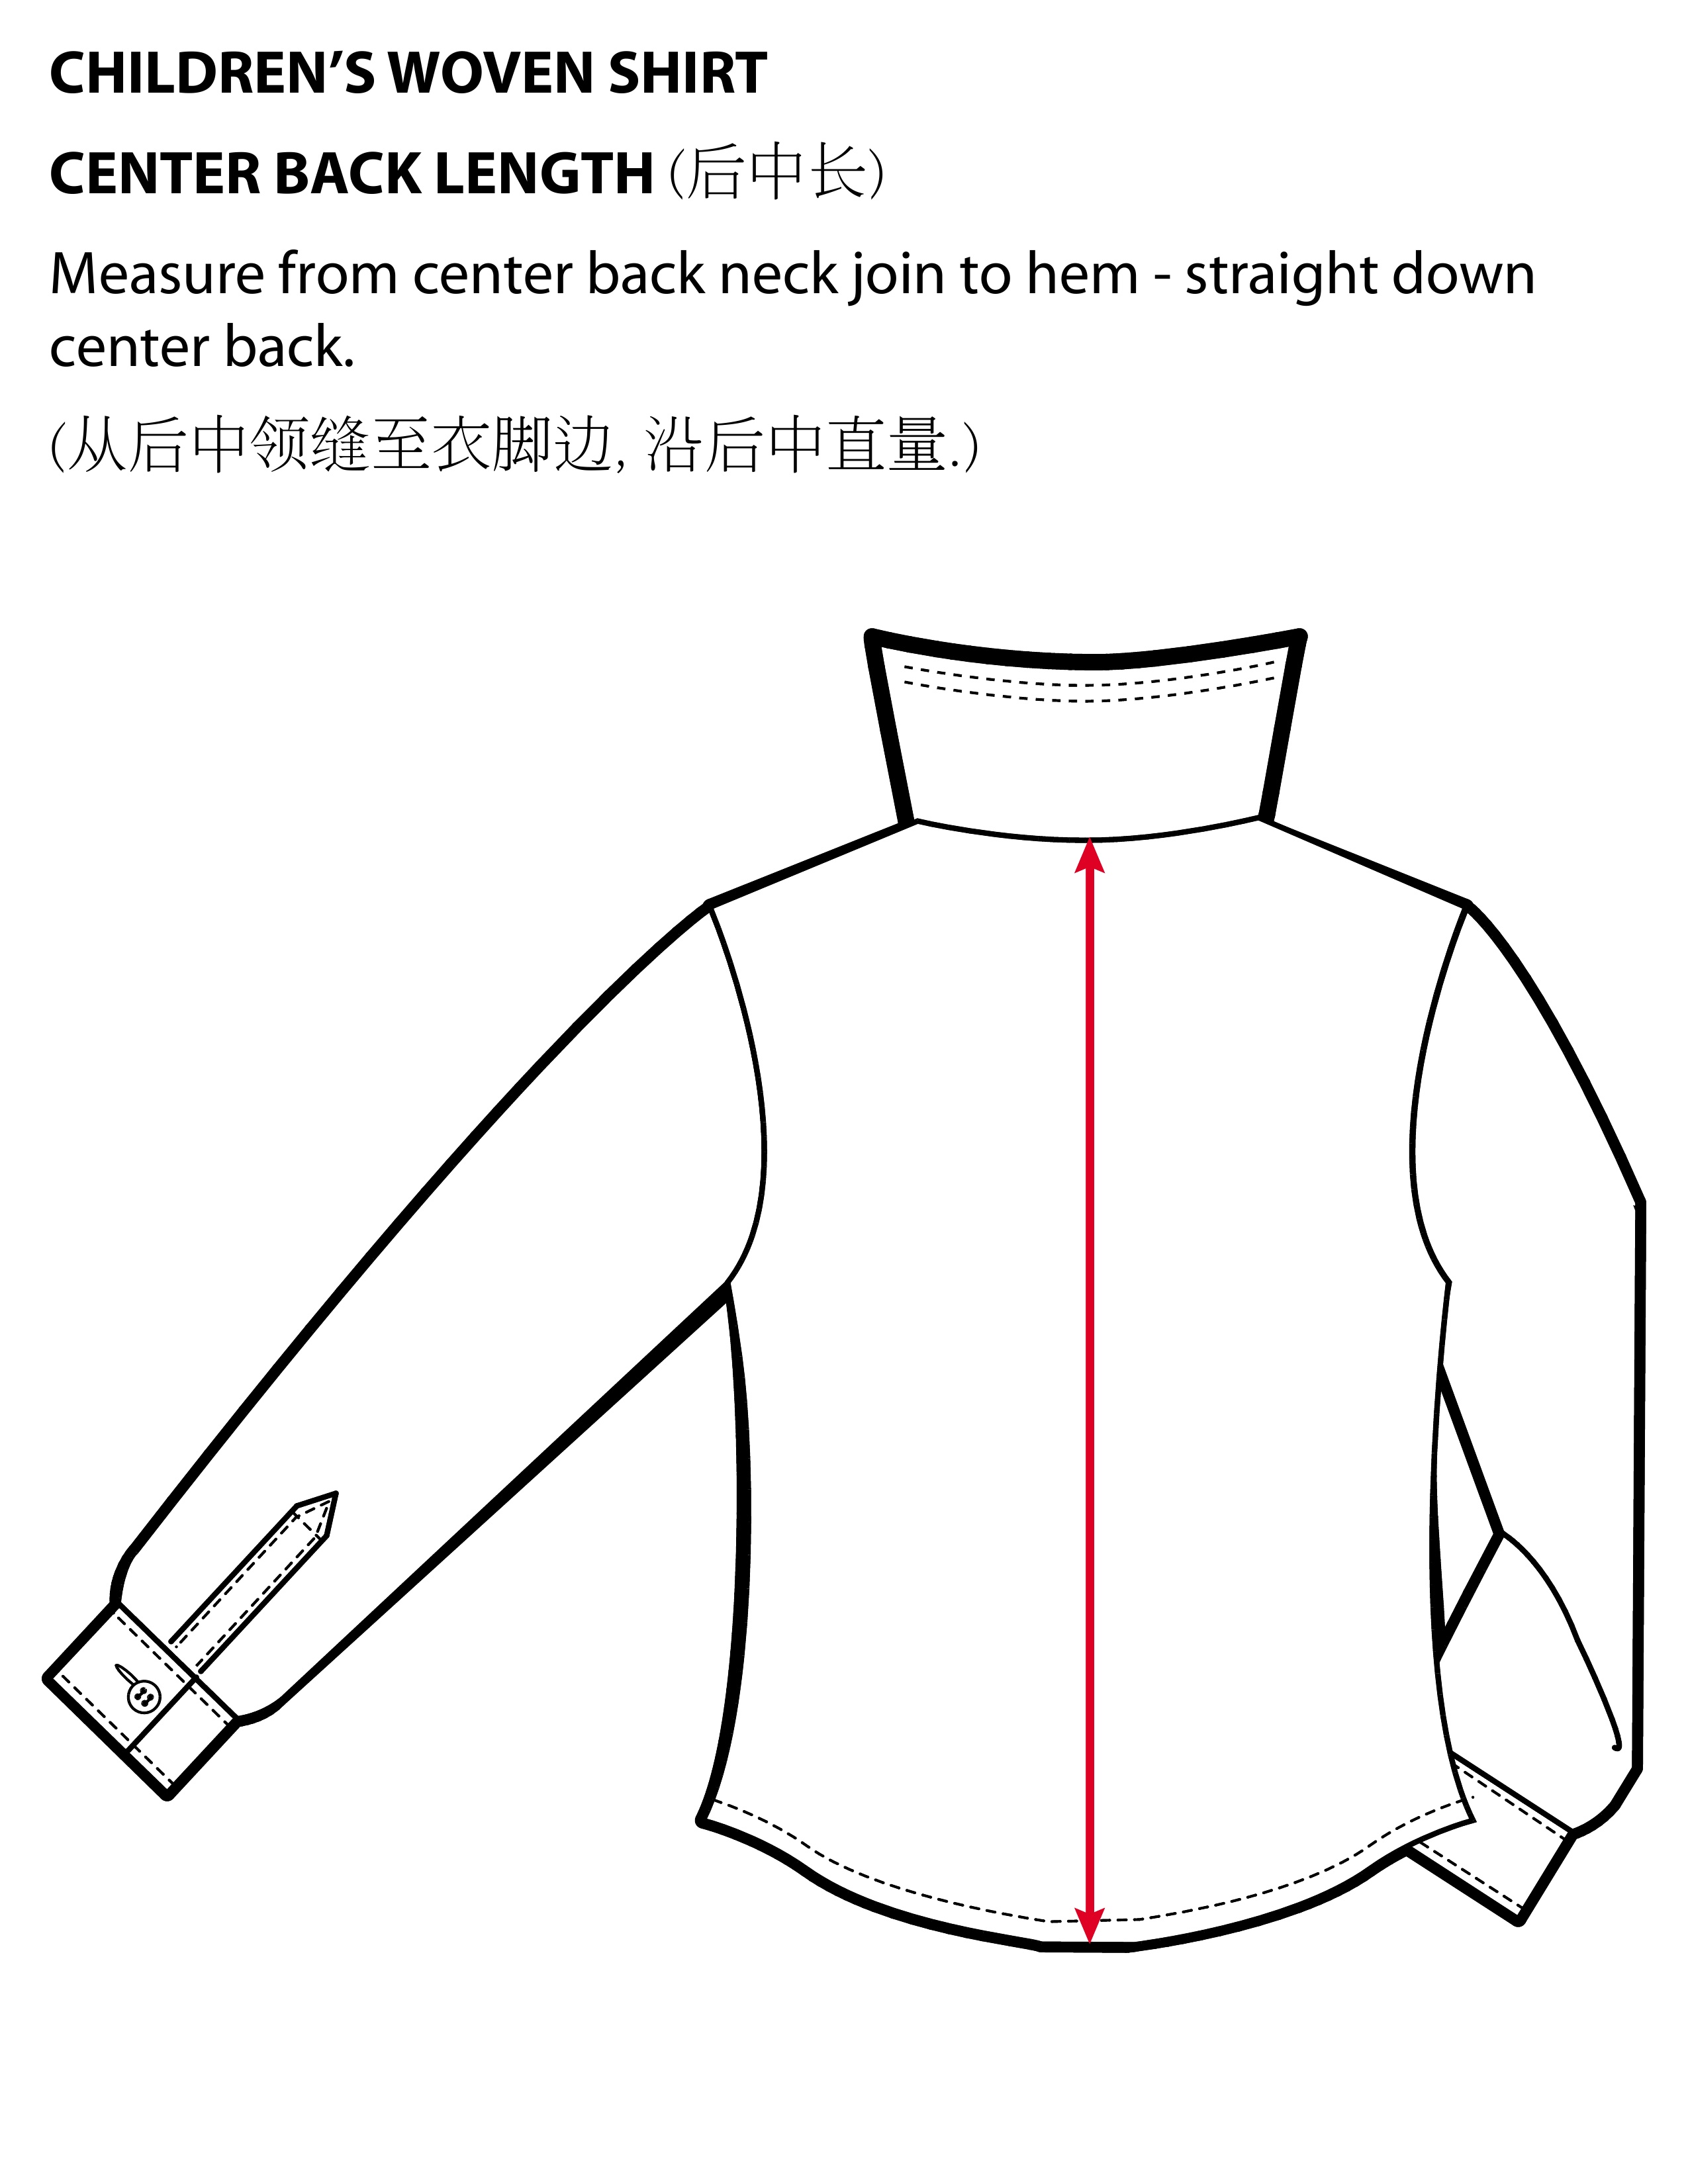 CHILDREN’S WOVEN SHIRT
CENTER BACK LENGTH (后中长)
Measure from center back neck join to hem - straight down
center back.
(从后中领缝至衣脚边, 沿后中直量.)